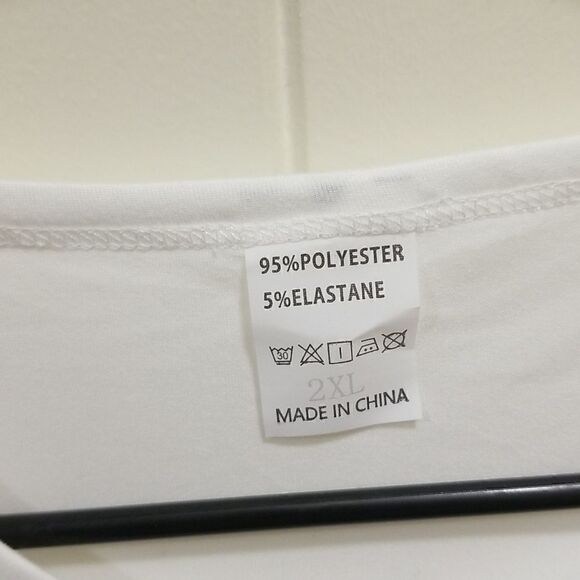 95%POLYESTER
5%ELASTANE
30
2XL
MADE IN CHINA